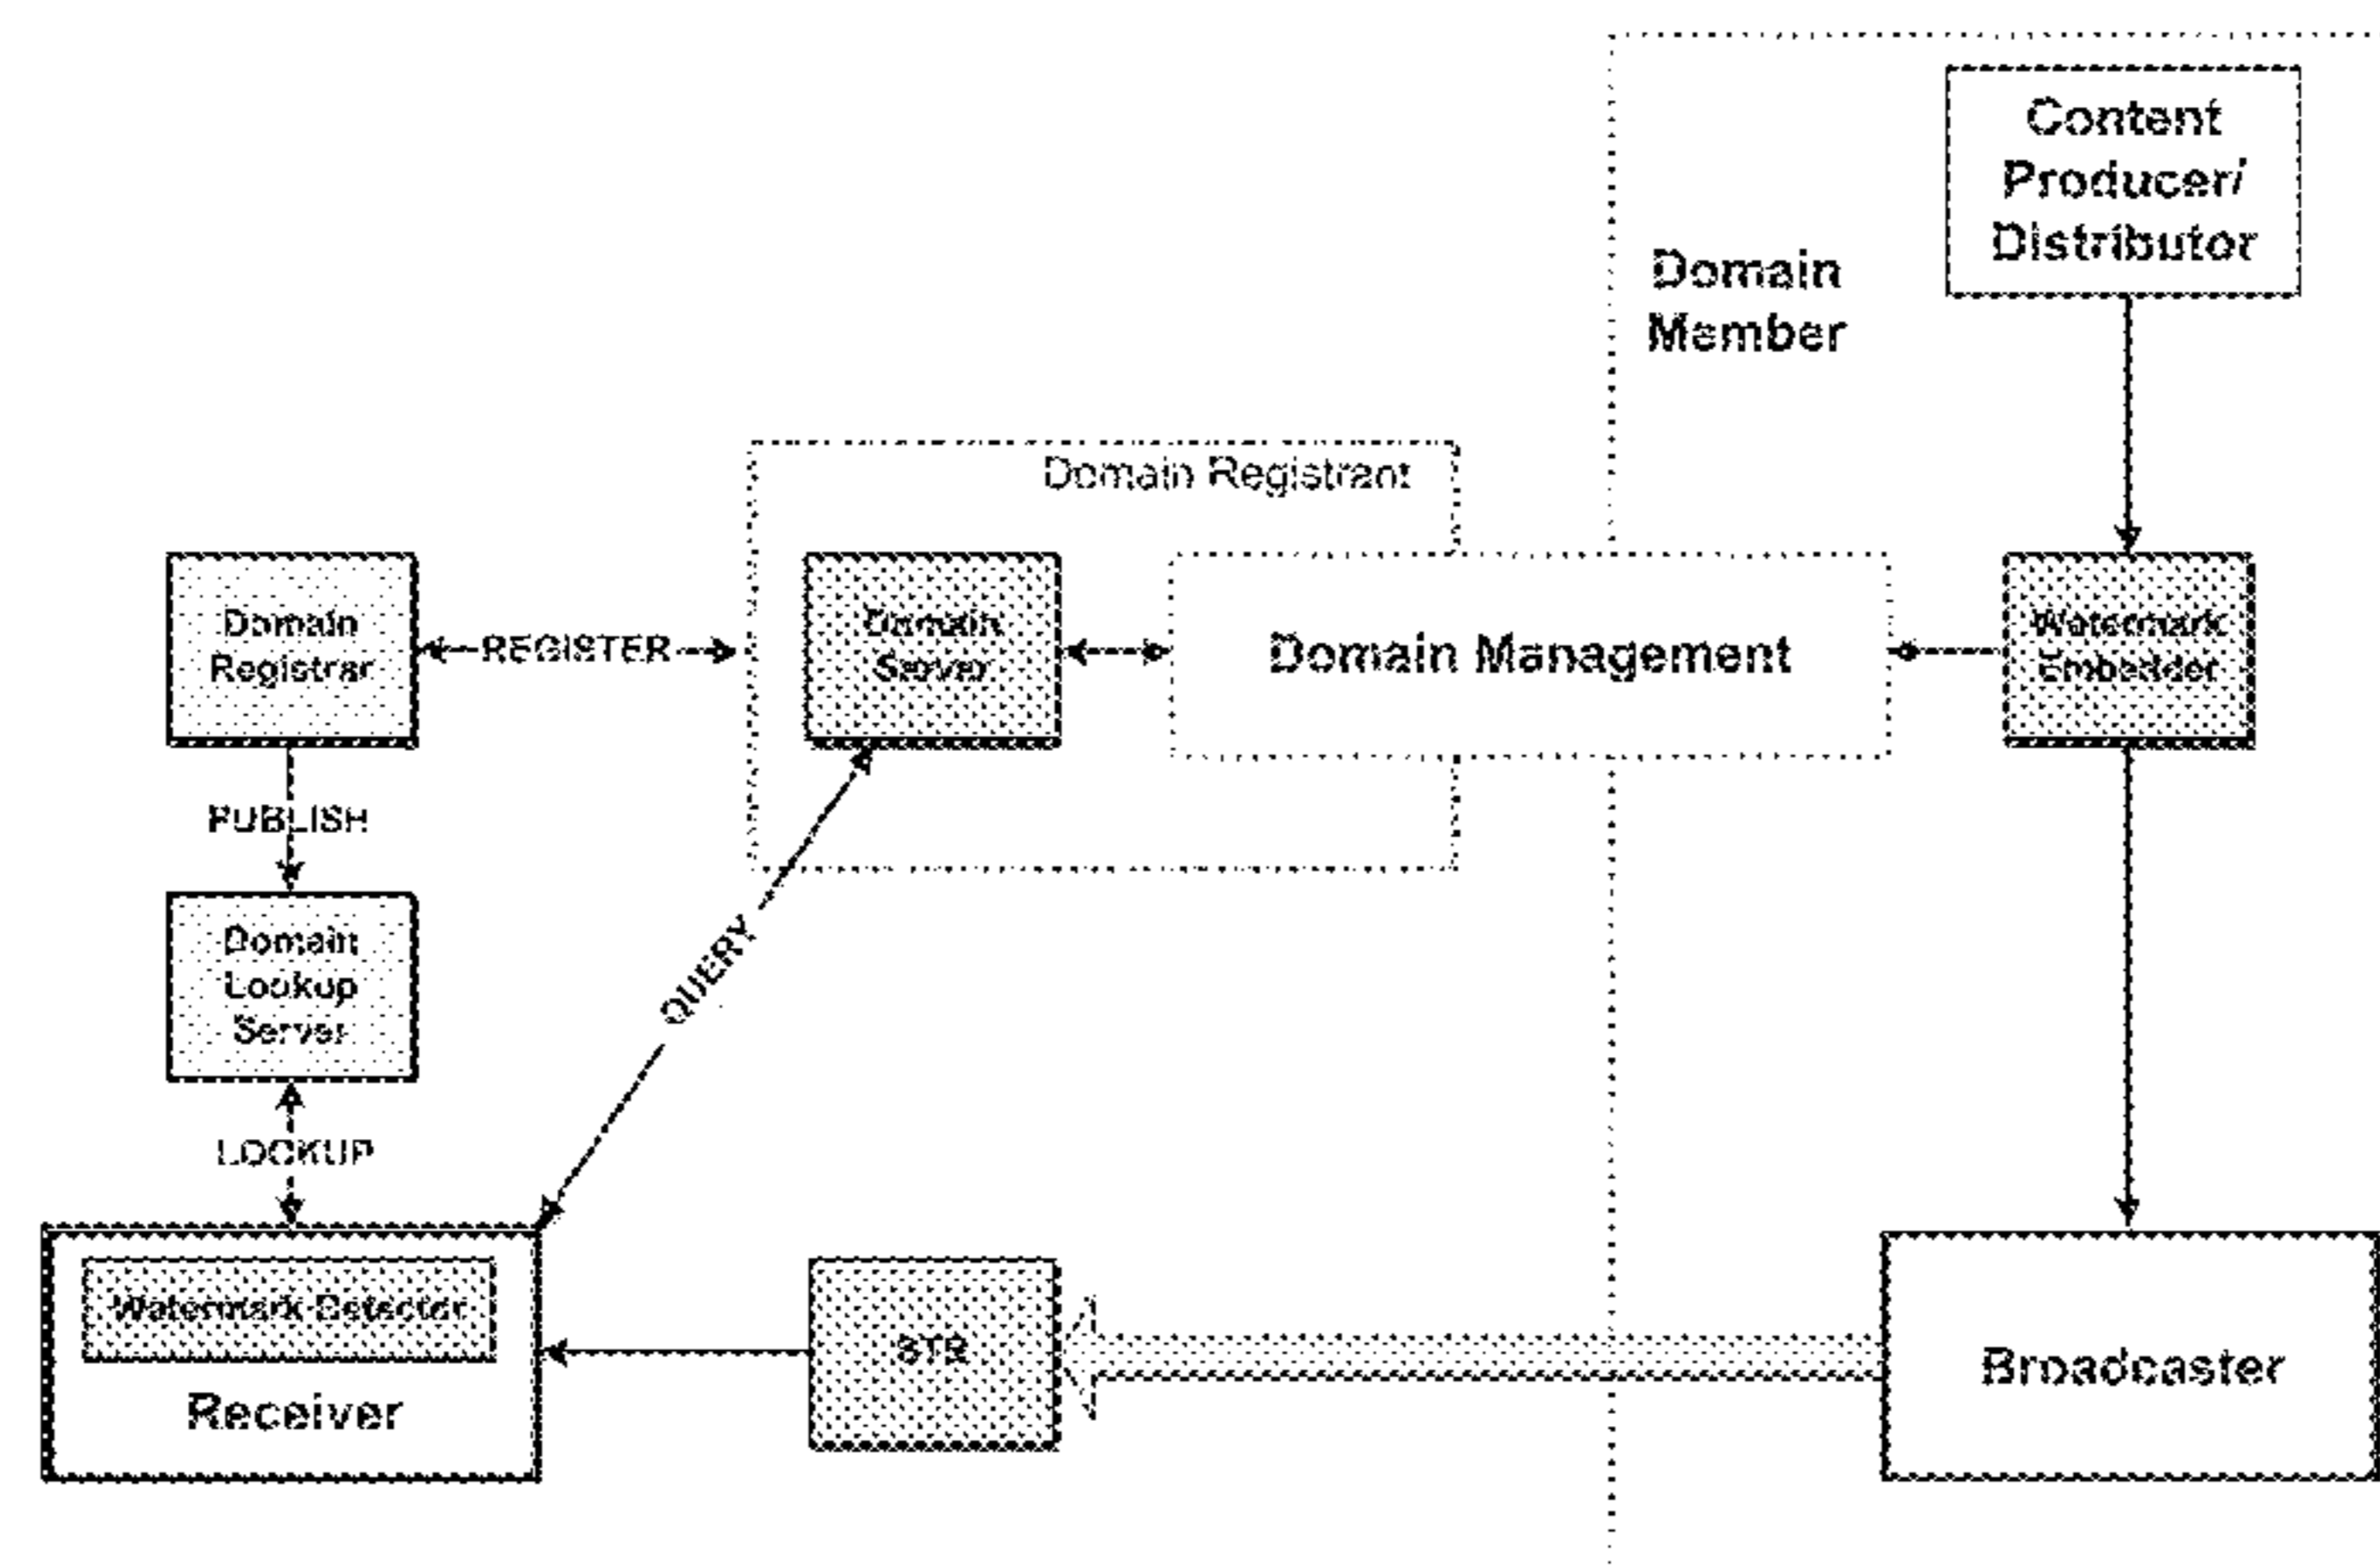 Content
Producer/
Distributor
Domain
Member
Domain Registrant
Domain
Registrar
REGISTER
Domain
Server
Domain Management
Watermark
Embedder
PUBLISH
Domain
Lookup
Server
QUERY
LOOKUP
Watermark Detector
Receiver
STB
Broadcaster